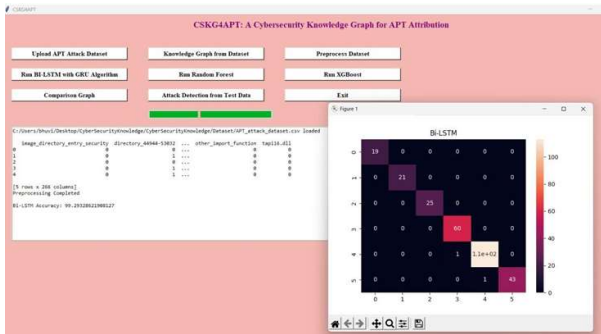 CSKG4APT
CSKG4APT: A Cybersecurity Knowledge Graph for APT Attribution
Upload APT Attack Dataset Knowledge Graph from Dataset Preprocess Dataset
Run BI-LSTM with GRU Algorithm Run Random Forest Run XGBoost
Comparison Graph Attack Detection from Test Data Exit
C:/Users/bhuvi/Desktop/CyberSecurityKnowledge/CyberSecurityKnowledge/Dataset/APT_attack_dataset.csv loaded
image_directory_entry_security directory_44940-53032 ... other_import_function tapi16.dll
0 0 0 ... 0 0
1 0 1 ... 0 0
2 0 0 ... 0 0
3 0 0 ... 0 0
4 0 1 ... 0 0
[5 rows x 266 columns]
Preprocessing Completed
Bi-LSTM Accuracy: 99.29328621908127
Figure 1
Bi-LSTM
0 19 0 0 0 0 0
1 0 21 0 0 0 0
2 0 0 25 0 0 0
3 0 0 0 60 0 0
4 0 0 0 1 1.1e+02 0
5 0 0 0 0 1 43
0 1 2 3 4 5
100
80
60
40
20
0